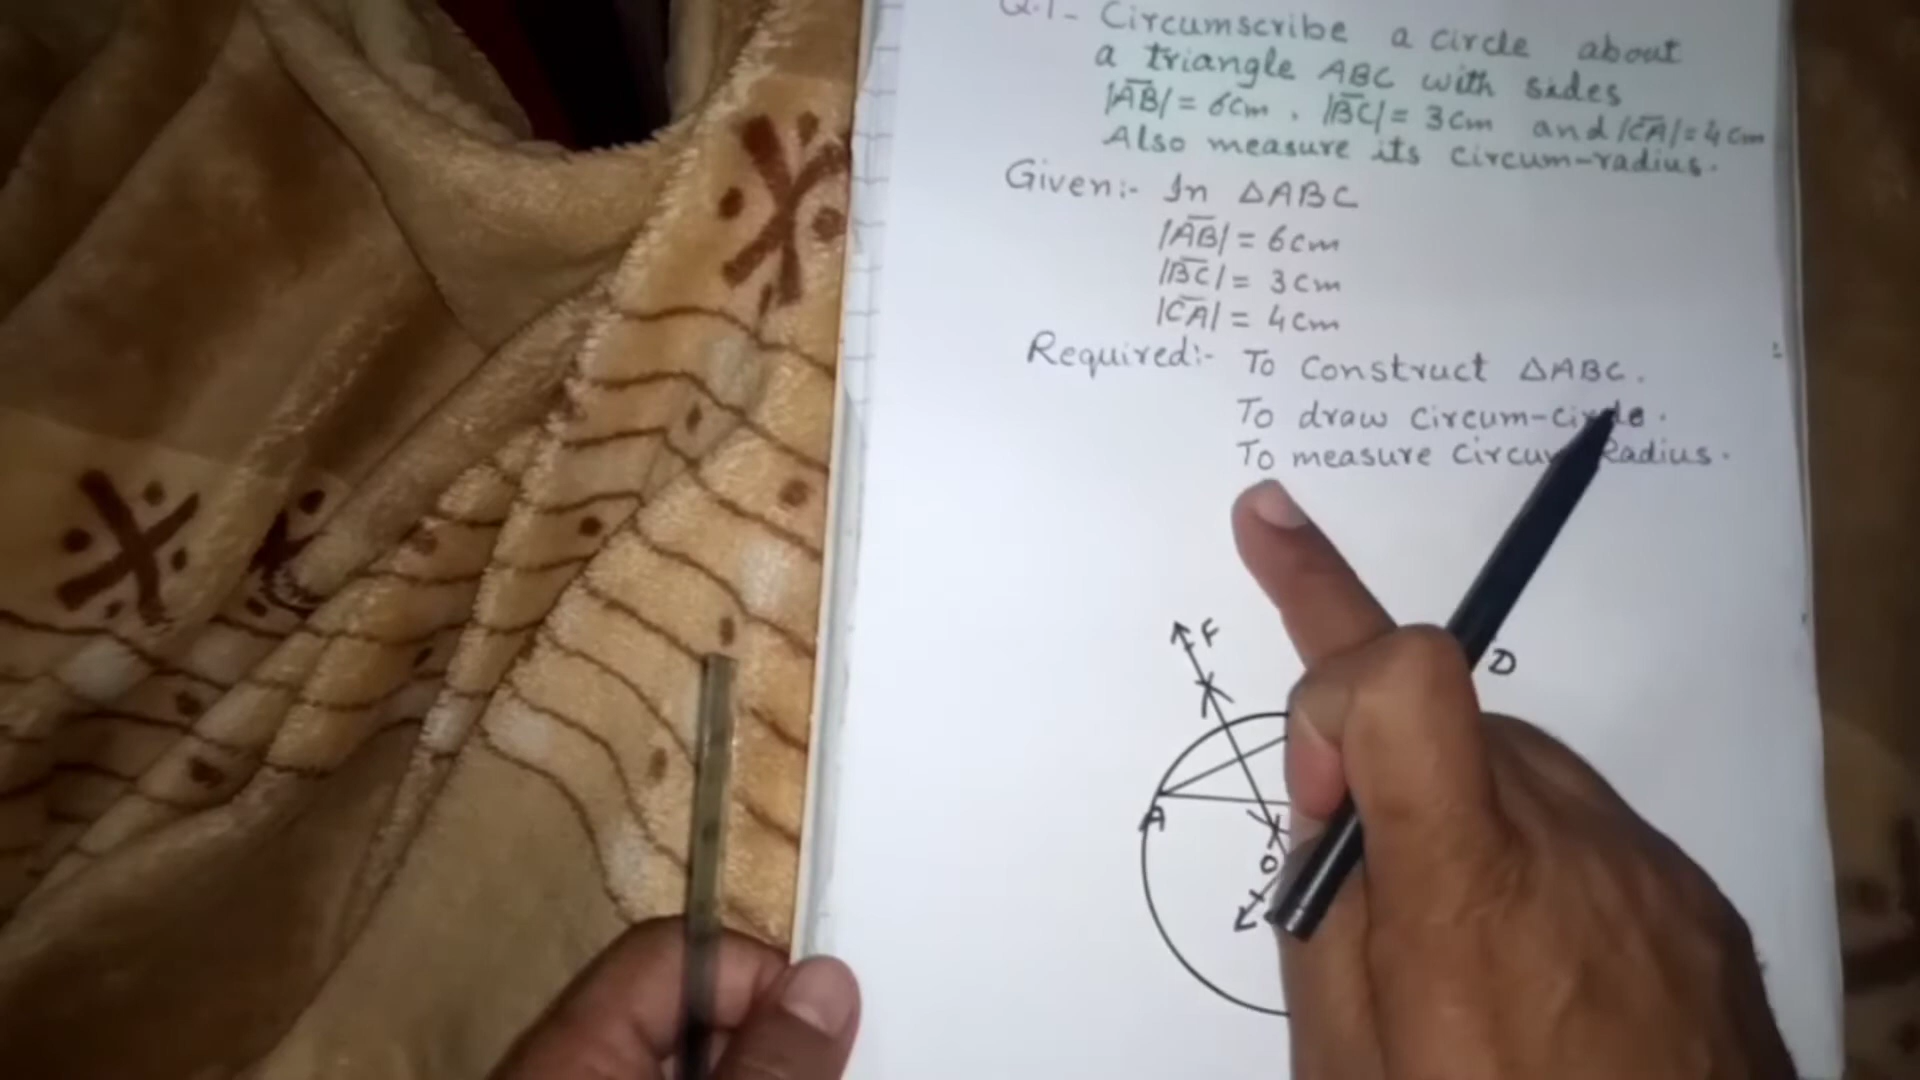 Q.1- Circumscribe a circle about
a triangle ABC with sides
|AB| = 6cm, |BC| = 3cm and |CA| = 4cm
Also measure its circum-radius.
Given:- In △ABC
|AB| = 6cm
|BC| = 3cm
|CA| = 4cm
Required:- To Construct △ABC.
To draw circum-circle.
To measure Circum Radius.
F
D
A
O